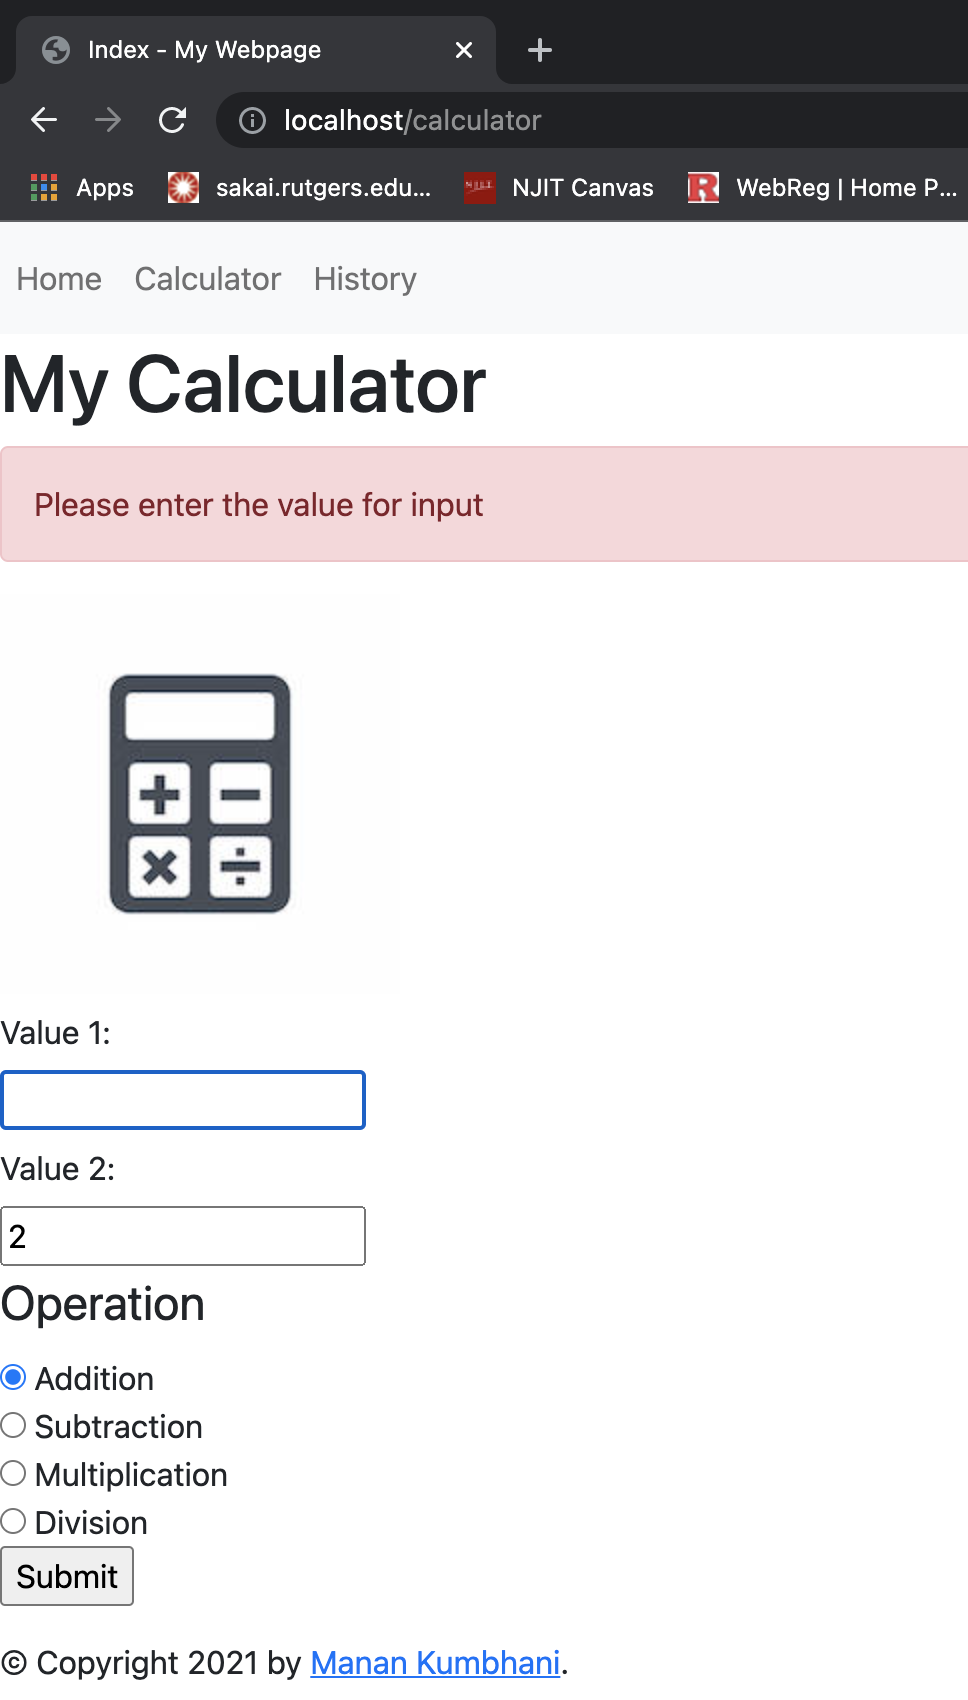 Index - My Webpage
localhost/calculator
Apps sakai.rutgers.edu... NJIT Canvas WebReg | Home P...
Home Calculator History
My Calculator
Please enter the value for input
Value 1:
Value 2:
2
Operation
Addition
Subtraction
Multiplication
Division
Submit
© Copyright 2021 by Manan Kumbhani.